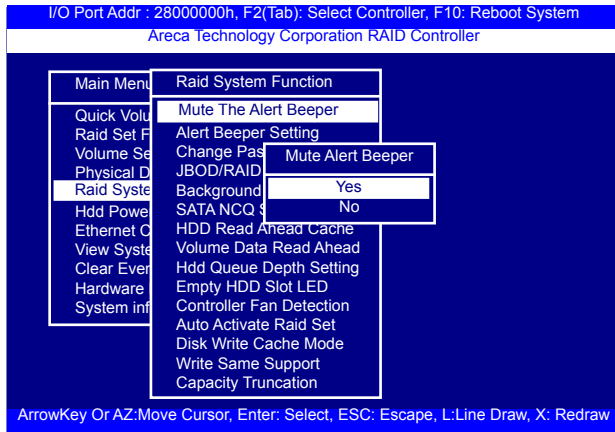 I/O Port Addr : 28000000h, F2(Tab): Select Controller, F10: Reboot System
Areca Technology Corporation RAID Controller
Main Menu
Quick Volu
Raid Set F
Volume Se
Physical D
Raid Syste
Hdd Powe
Ethernet C
View Syste
Clear Even
Hardware
System inf
Raid System Function
Mute The Alert Beeper
Alert Beeper Setting
Change Pas
JBOD/RAID
Background
SATA NCQ S
HDD Read Ahead Cache
Volume Data Read Ahead
Hdd Queue Depth Setting
Empty HDD Slot LED
Controller Fan Detection
Auto Activate Raid Set
Disk Write Cache Mode
Write Same Support
Capacity Truncation
Mute Alert Beeper
Yes
No
ArrowKey Or AZ:Move Cursor, Enter: Select, ESC: Escape, L:Line Draw, X: Redraw